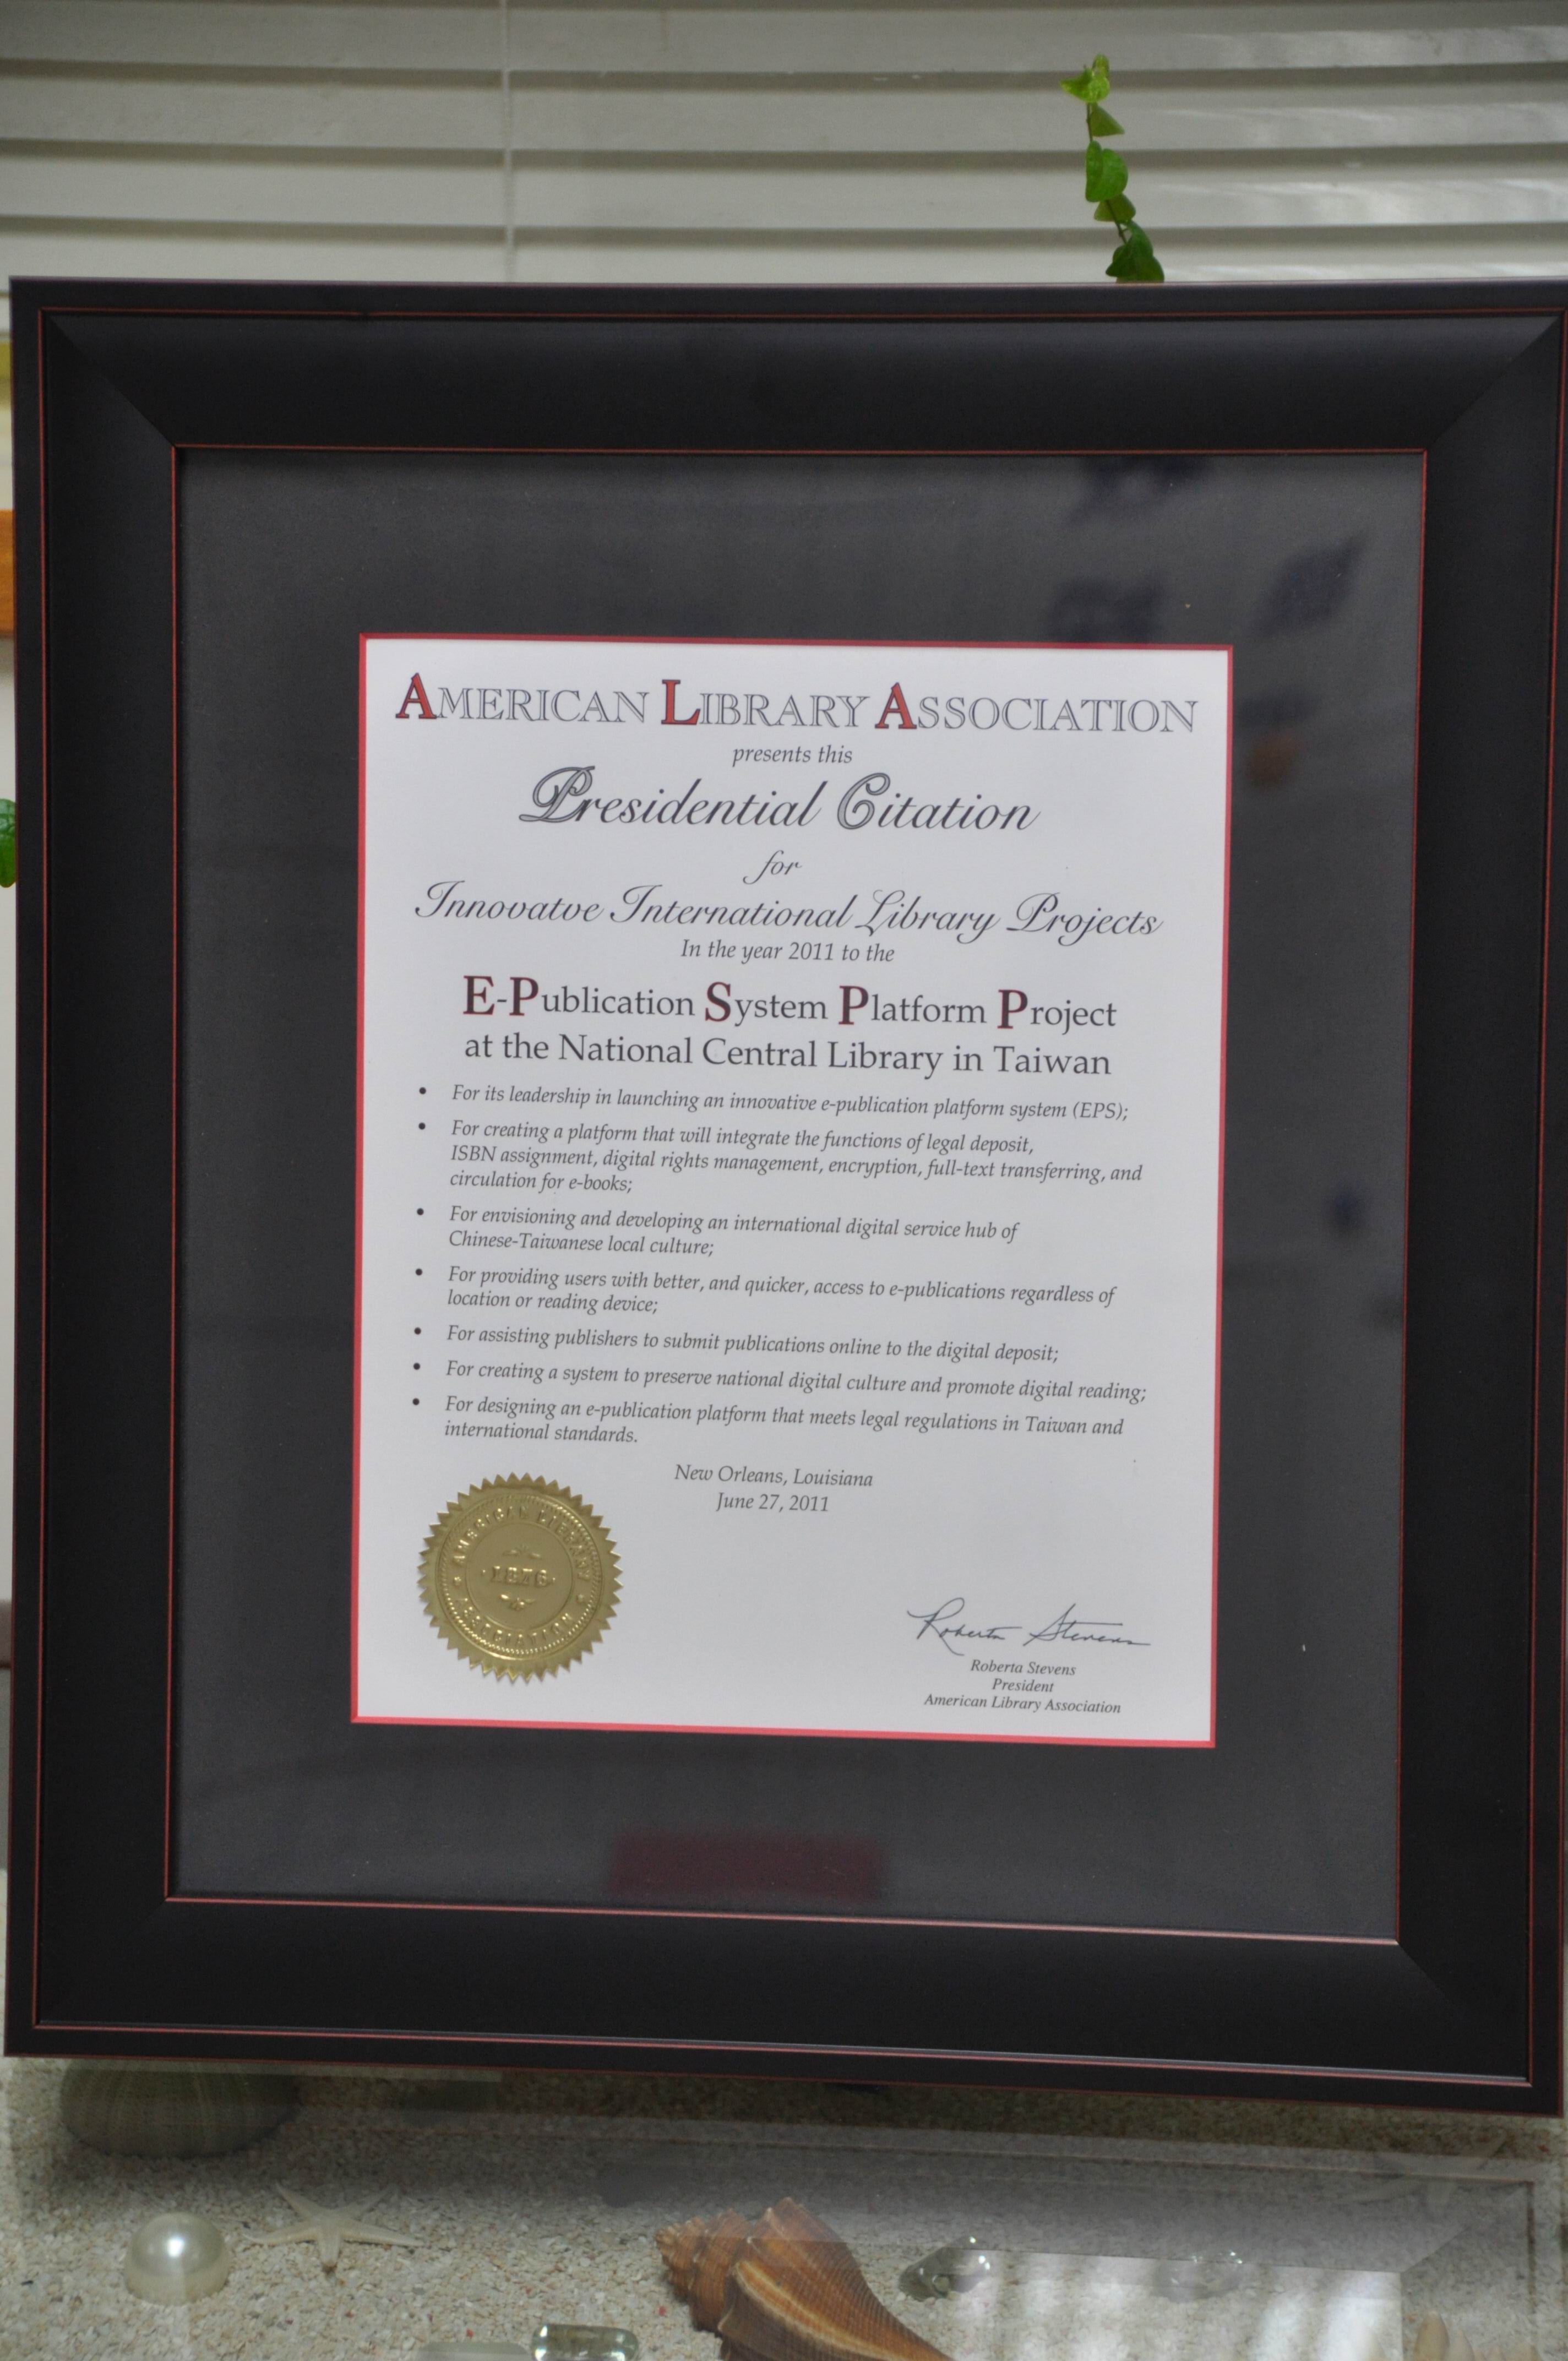 AMERICAN LIBRARY ASSOCIATION
presents this
Presidential Citation
for
Innovatve International Library Projects
In the year 2011 to the
E-Publication System Platform Project
at the National Central Library in Taiwan
• For its leadership in launching an innovative e-publication platform system (EPS);
• For creating a platform that will integrate the functions of legal deposit,
ISBN assignment, digital rights management, encryption, full-text transferring, and
circulation for e-books;
• For envisioning and developing an international digital service hub of
Chinese-Taiwanese local culture;
• For providing users with better, and quicker, access to e-publications regardless of
location or reading device;
• For assisting publishers to submit publications online to the digital deposit;
• For creating a system to preserve national digital culture and promote digital reading;
• For designing an e-publication platform that meets legal regulations in Taiwan and
international standards.
New Orleans, Louisiana
June 27, 2011
AMERICAN LIBRARY
1876
ASSOCIATION
Roberta Stevens
Roberta Stevens
President
American Library Association